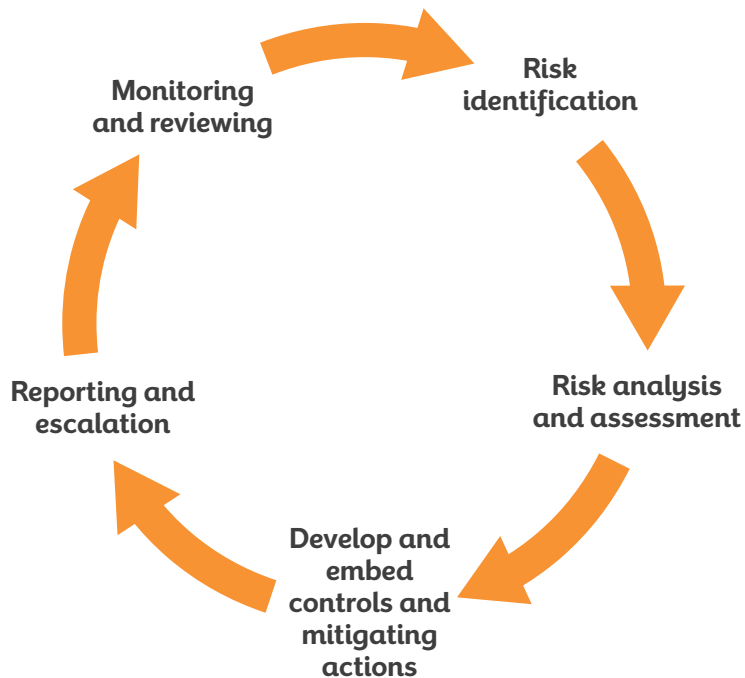 Monitoring
and reviewing
Risk
identification
Risk analysis
and assessment
Develop and
embed
controls and
mitigating
actions
Reporting and
escalation